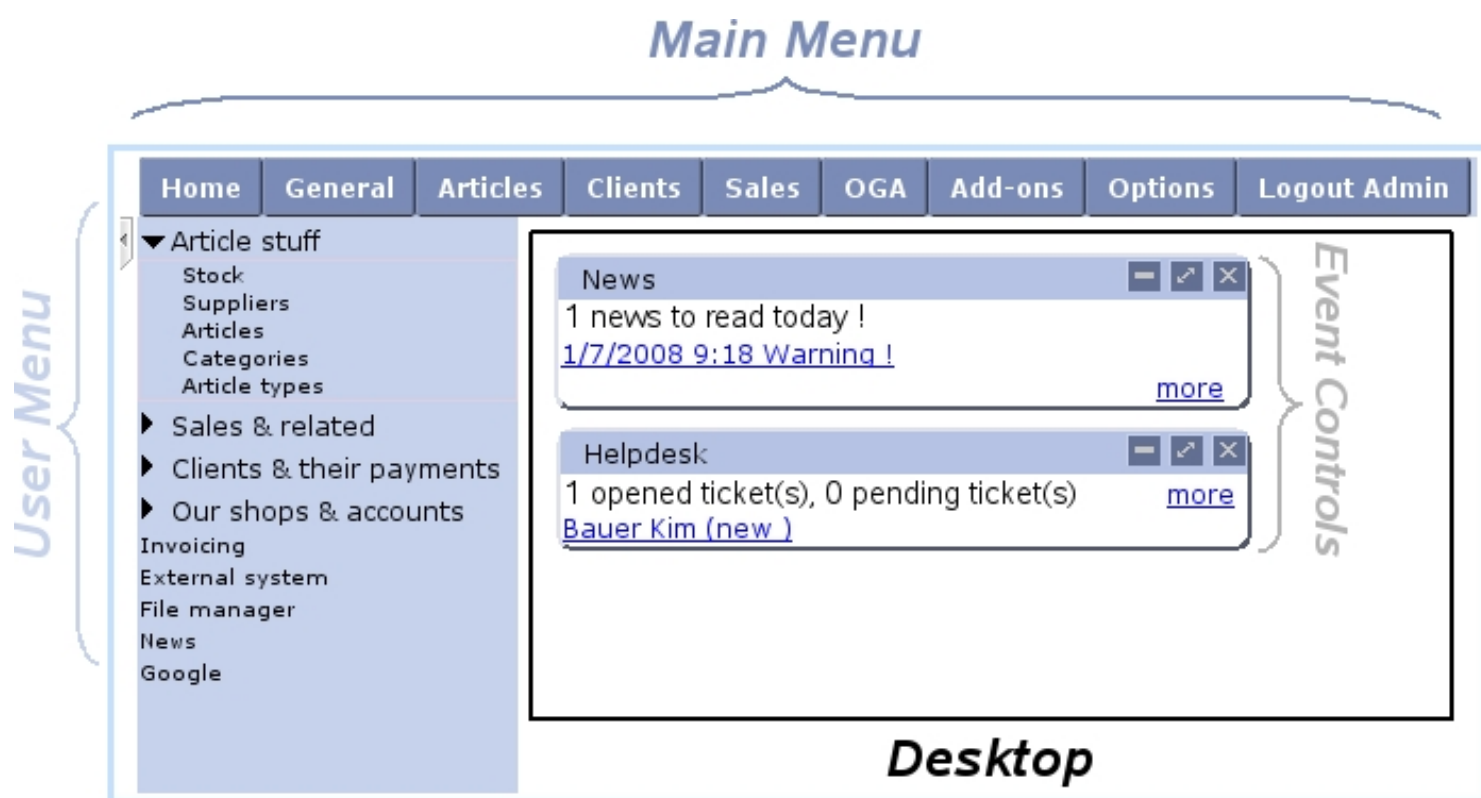 Main Menu
Home General Articles Clients Sales OGA Add-ons Options Logout Admin
User Menu
Article stuff
Stock
Suppliers
Articles
Categories
Article types
Sales & related
Clients & their payments
Our shops & accounts
Invoicing
External system
File manager
News
Google
News
1 news to read today !
1/7/2008 9:18 Warning !
more
Helpdesk
1 opened ticket(s), 0 pending ticket(s) more
Bauer Kim (new )
Event Controls
Desktop